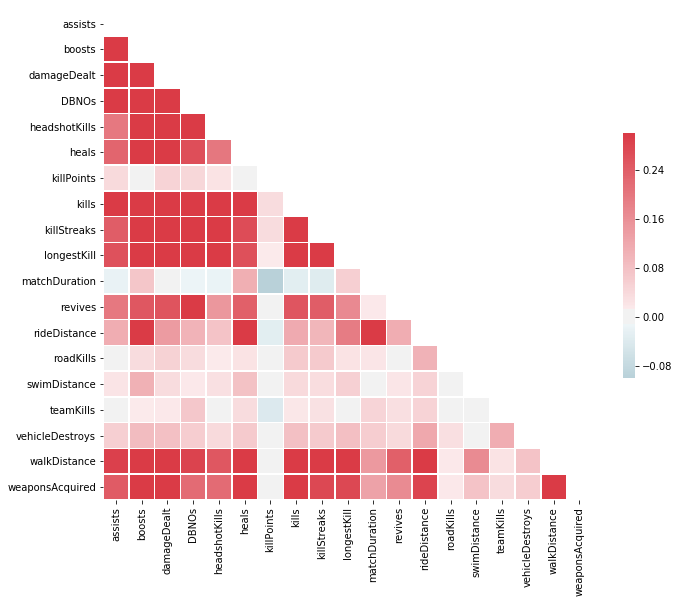 assists
boosts
damageDealt
DBNOs
headshotKills
heals
killPoints
kills
killStreaks
longestKill
matchDuration
revives
rideDistance
roadKills
swimDistance
teamKills
vehicleDestroys
walkDistance
weaponsAcquired
assists
boosts
damageDealt
DBNOs
headshotKills
heals
killPoints
kills
killStreaks
longestKill
matchDuration
revives
rideDistance
roadKills
swimDistance
teamKills
vehicleDestroys
walkDistance
weaponsAcquired
0.24
0.16
0.08
0.00
−0.08